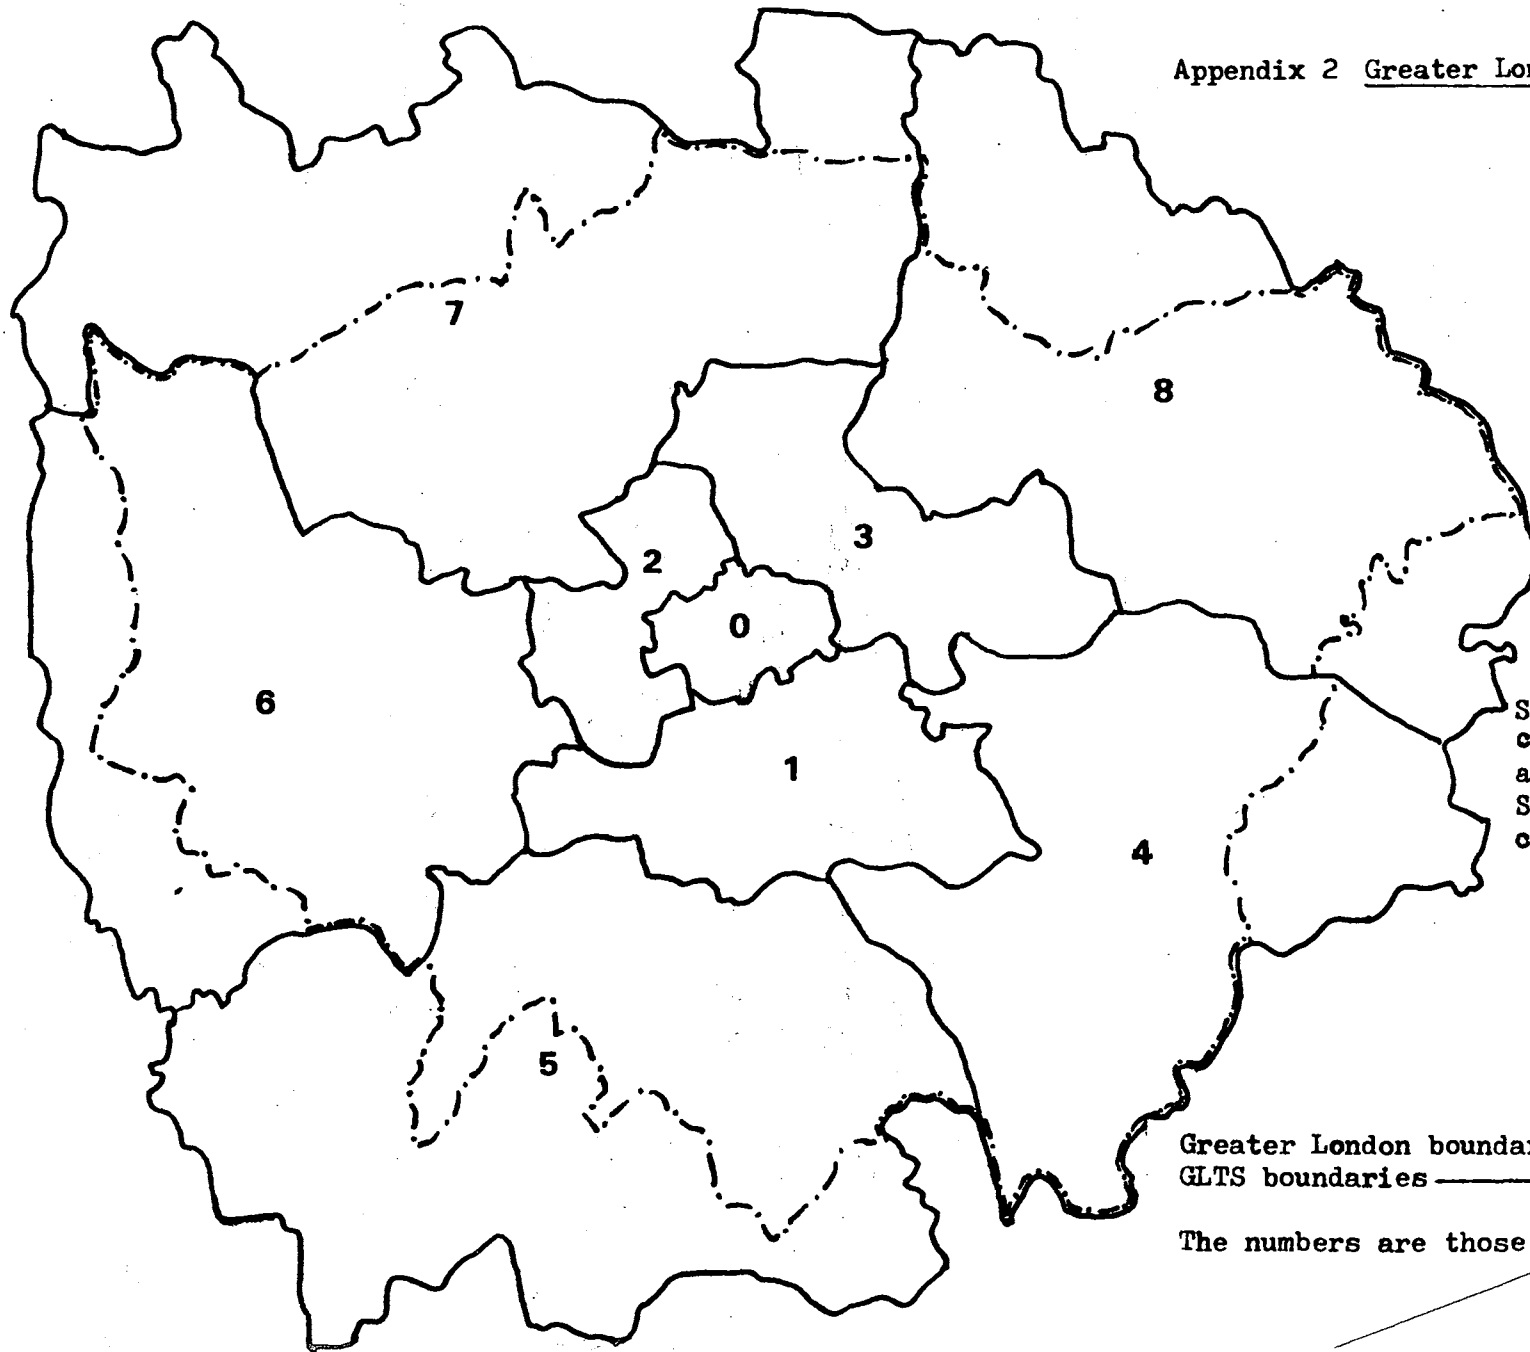 Appendix 2 Greater Lon
7
8
3
2
0
6
S
c
1
a
S
c
4
5
Greater London boundar
GLTS boundaries
The numbers are those